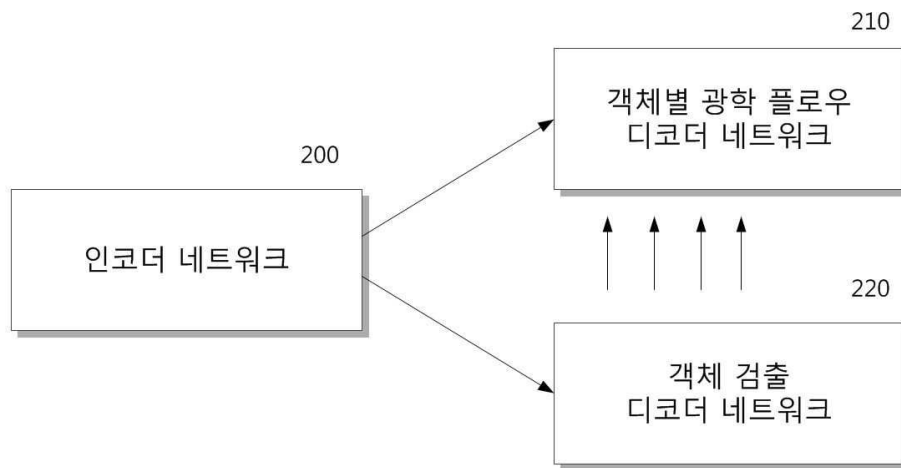 210
객체별 광학 플로우
디코더 네트워크
200
인코더 네트워크
220
객체 검출
디코더 네트워크